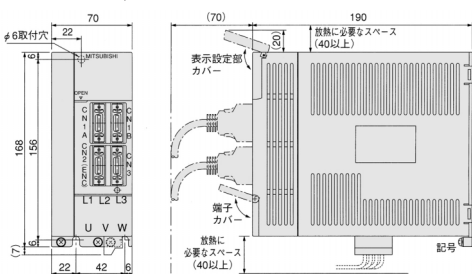 70
22
φ6取付穴
6
MITSUBISHI
OPEN
CN1A
CN1B
CN2
ENC
CN3
L1 L2 L3
U V W
168
156
6
(7)
22
42
6
(70)
190
(20)
放熱に必要なスペース
(40以上)
表示設定部
カバー
端子
カバー
放熱に
必要なスペース
(40以上)
記号